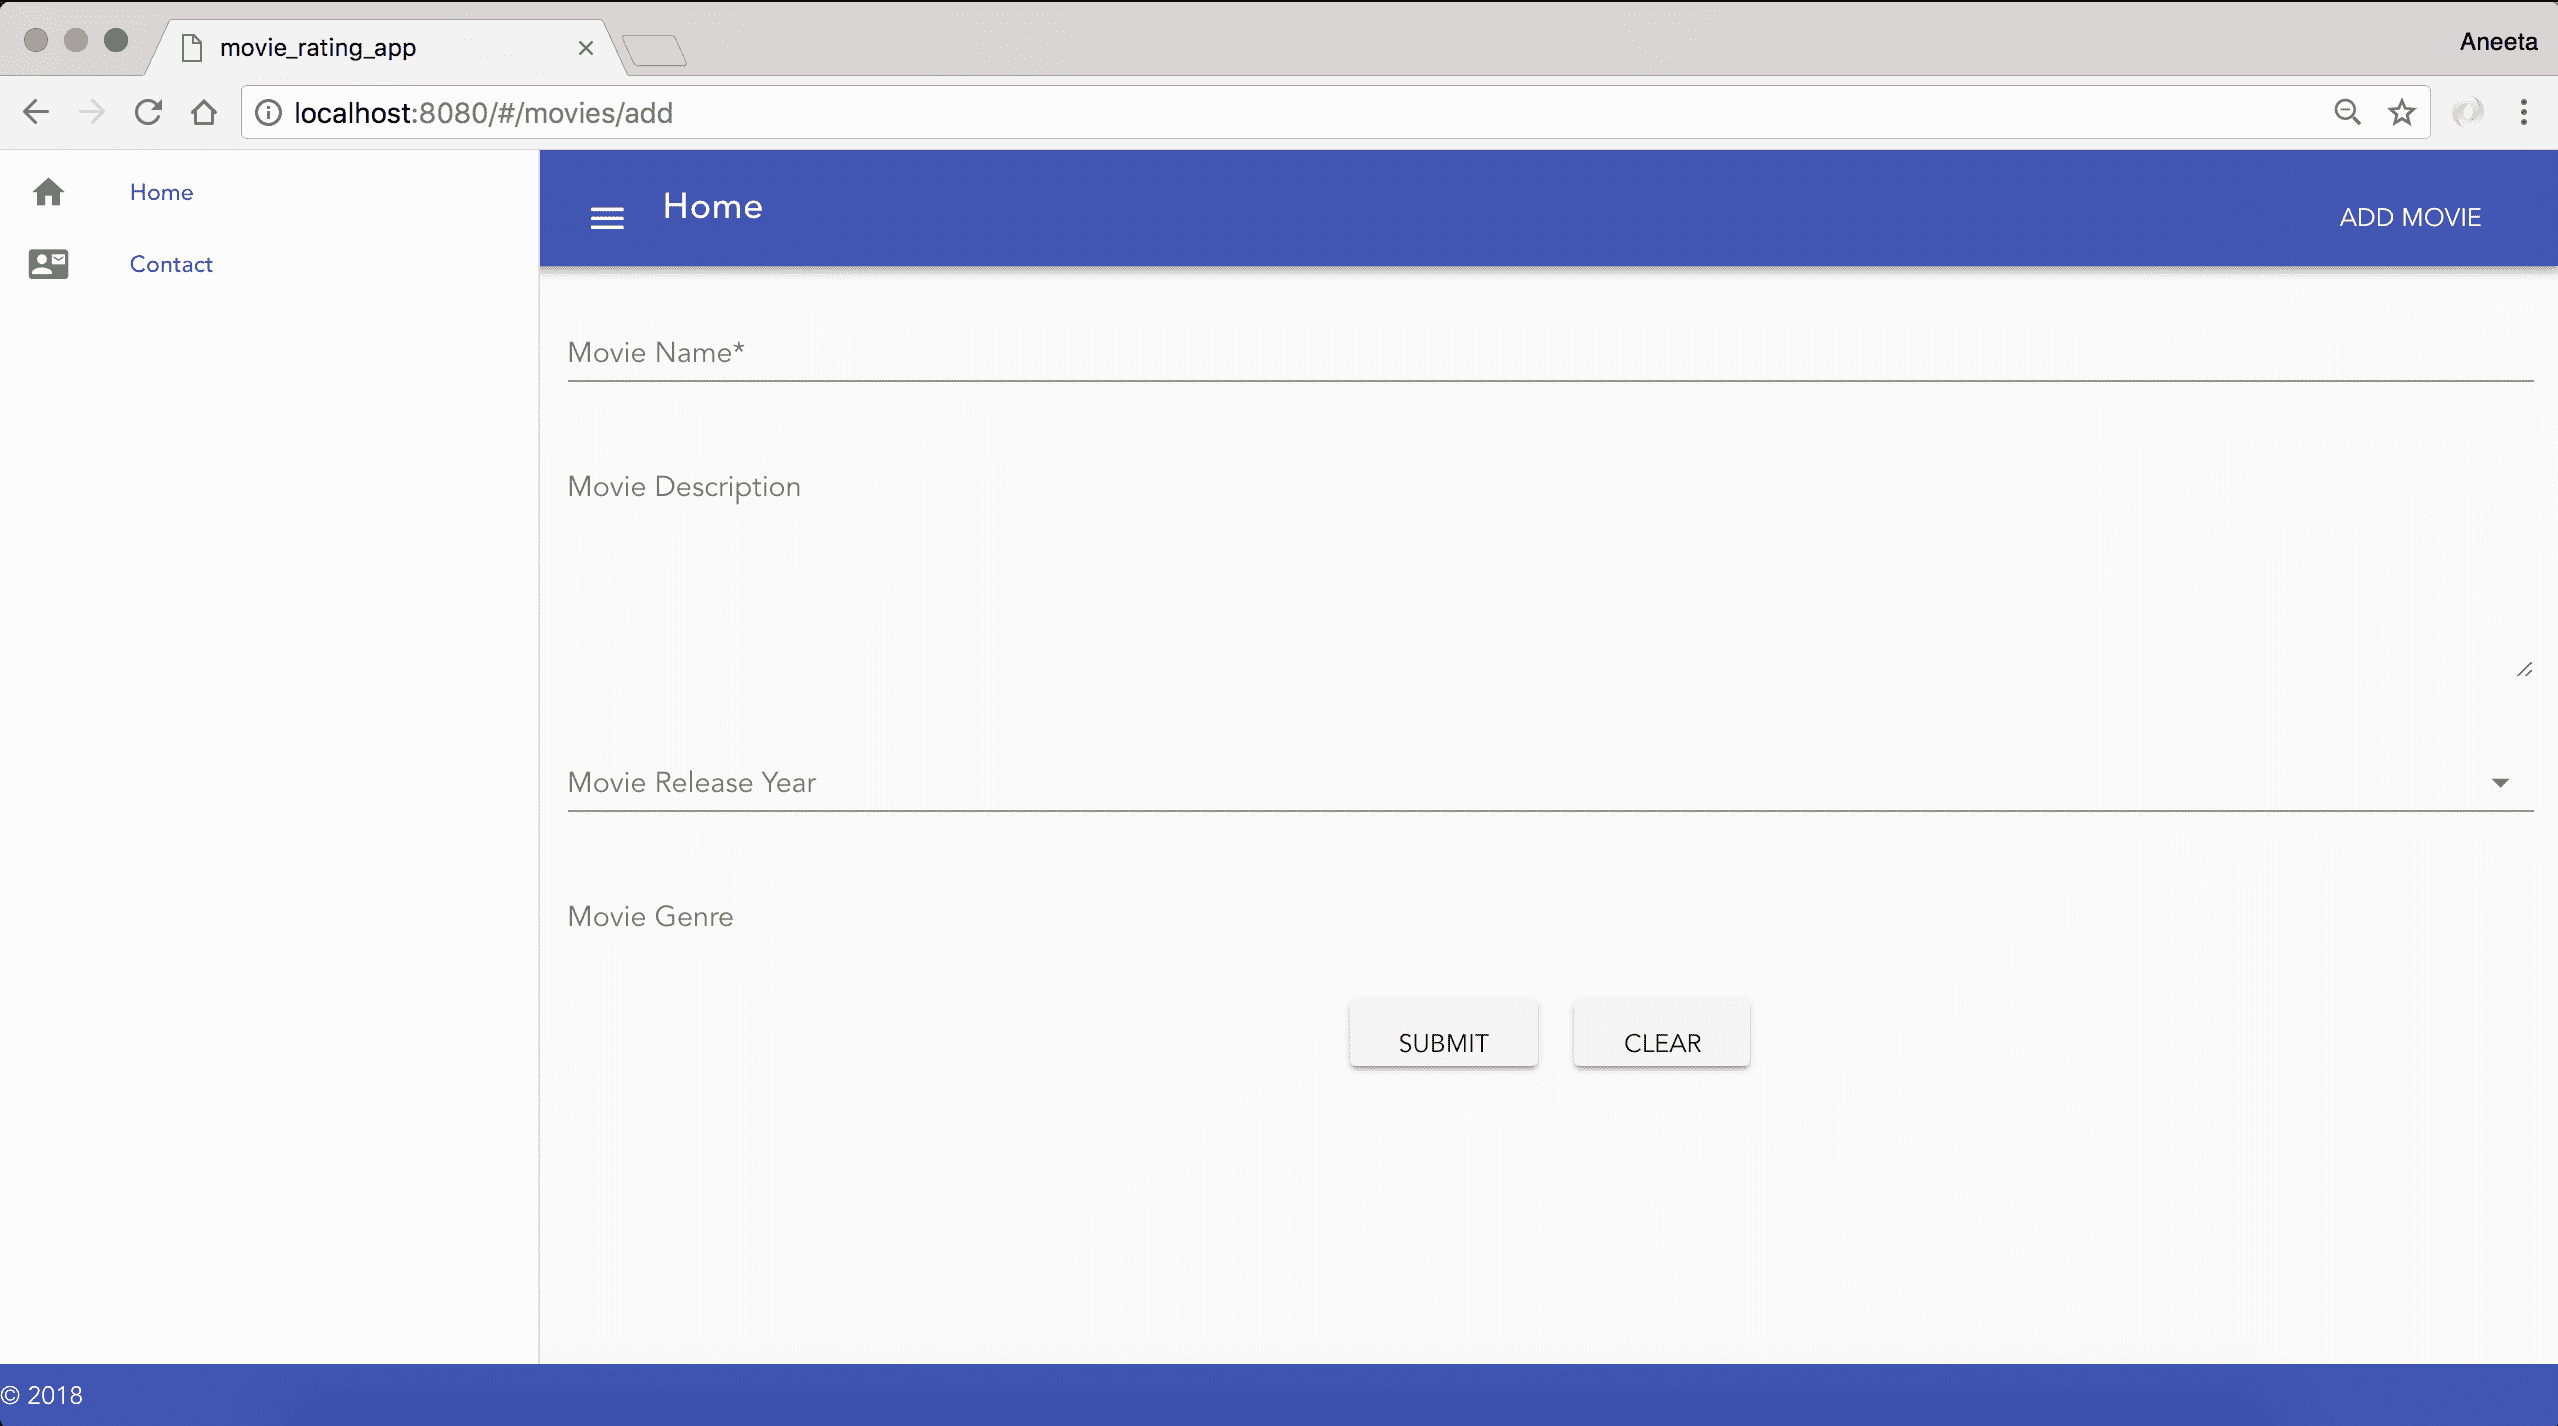 movie_rating_app
Aneeta
localhost:8080/#/movies/add
Home
Contact
Home
ADD MOVIE
Movie Name*
Movie Description
Movie Release Year
Movie Genre
SUBMIT
CLEAR
© 2018